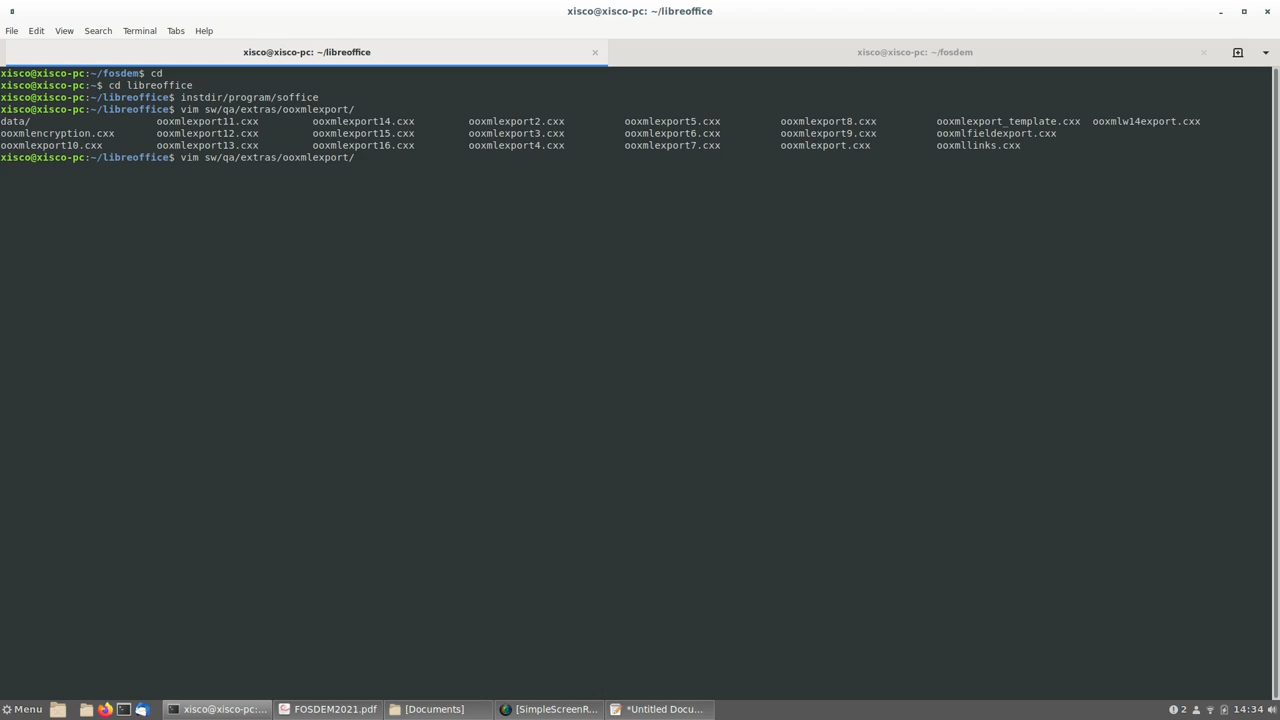 xisco@xisco-pc: ~/libreoffice
File Edit View Search Terminal Tabs Help
xisco@xisco-pc: ~/libreoffice
xisco@xisco-pc: ~/fosdem
xisco@xisco-pc:~/fosdem$ cd
xisco@xisco-pc:~$ cd libreoffice
xisco@xisco-pc:~/libreoffice$ instdir/program/soffice
xisco@xisco-pc:~/libreoffice$ vim sw/qa/extras/ooxmlexport/
data/ ooxmlexport11.cxx ooxmlexport14.cxx ooxmlexport2.cxx ooxmlexport5.cxx ooxmlexport8.cxx ooxmlexport_template.cxx ooxmlw14export.cxx
ooxmlencryption.cxx ooxmlexport12.cxx ooxmlexport15.cxx ooxmlexport3.cxx ooxmlexport6.cxx ooxmlexport9.cxx ooxmlfieldexport.cxx
ooxmlexport10.cxx ooxmlexport13.cxx ooxmlexport16.cxx ooxmlexport4.cxx ooxmlexport7.cxx ooxmlexport.cxx ooxmllinks.cxx
xisco@xisco-pc:~/libreoffice$ vim sw/qa/extras/ooxmlexport/
Menu xisco@xisco-pc:... FOSDEM2021.pdf [Documents] [SimpleScreenR... *Untitled Docu... 2 14:34